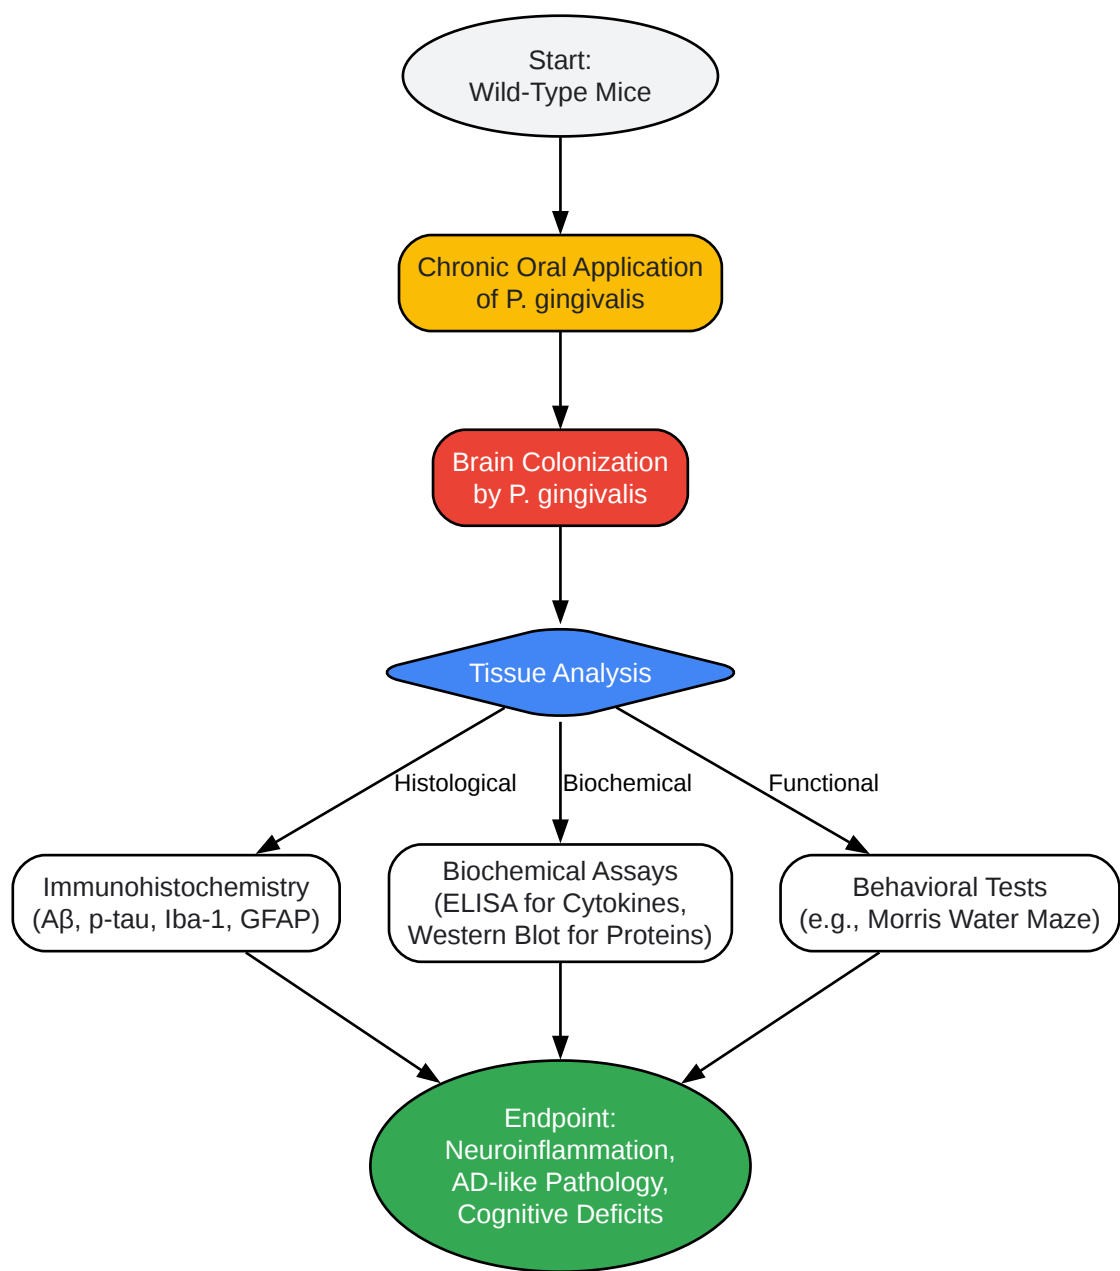 Start:
Wild-Type Mice
Chronic Oral Application
of P. gingivalis
Brain Colonization
by P. gingivalis
Tissue Analysis
Histological
Biochemical
Functional
Immunohistochemistry
(Aβ, p-tau, Iba-1, GFAP)
Biochemical Assays
(ELISA for Cytokines,
Western Blot for Proteins)
Behavioral Tests
(e.g., Morris Water Maze)
Endpoint:
Neuroinflammation,
AD-like Pathology,
Cognitive Deficits